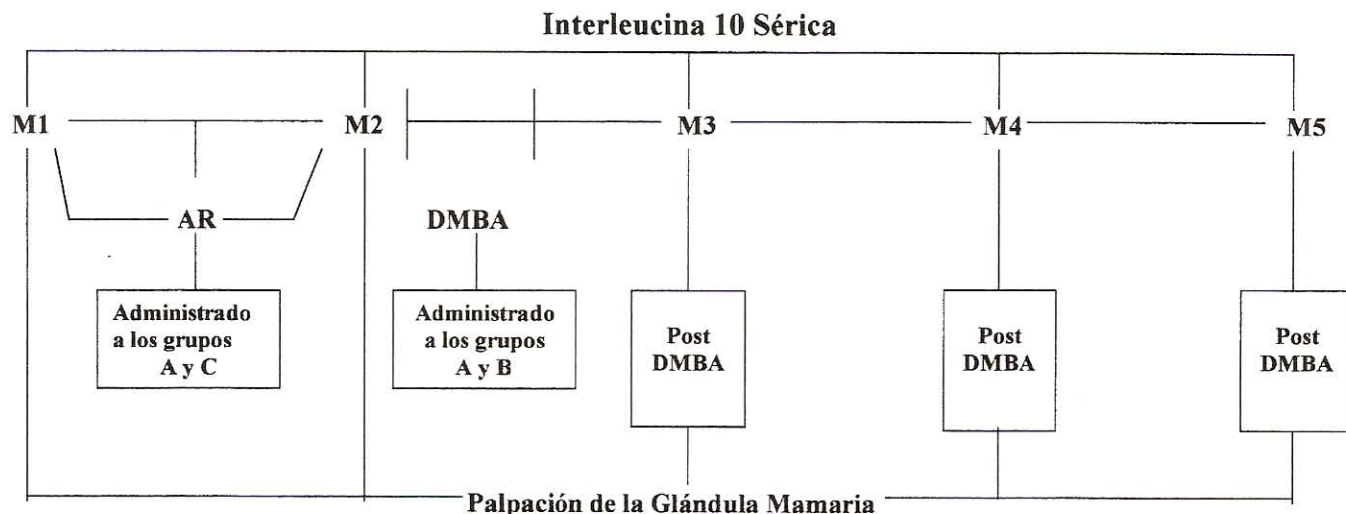 Interleucina 10 Sérica
M1 M2 M3 M4 M5
AR DMBA
Administrado
a los grupos
A y C
Administrado
a los grupos
A y B
Post
DMBA
Post
DMBA
Post
DMBA
Palpación de la Glándula Mamaria